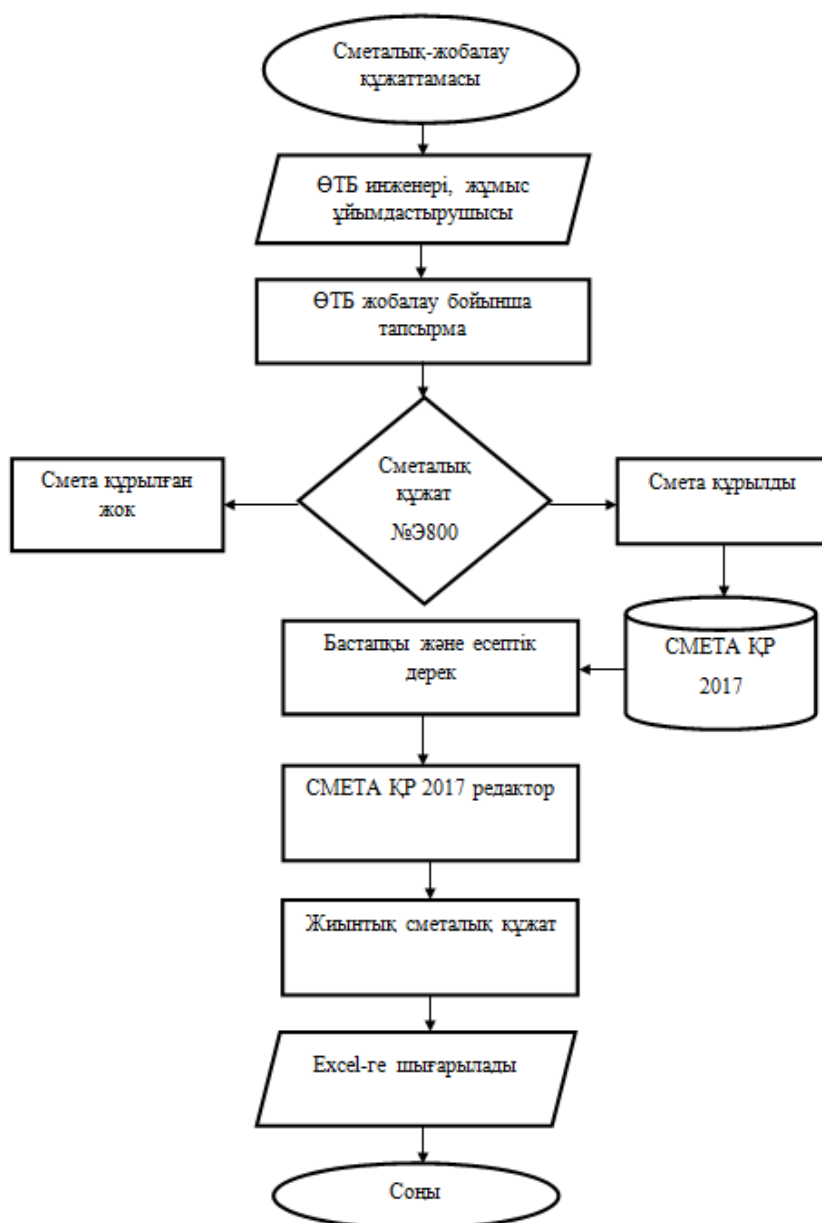 Сметалық-жобалау
құжаттамасы
ӨТБ инженері, жұмыс
ұйымдастырушысы
ӨТБ жобалау бойынша
тапсырма
Сметалық
құжат
№Э800
Смета құрылған
жок
Смета құрылды
СМЕТА ҚР
2017
Бастапқы және есептік
дерек
СМЕТА ҚР 2017 редактор
Жиынтық сметалық құжат
Excel-ге шығарылады
Соңы